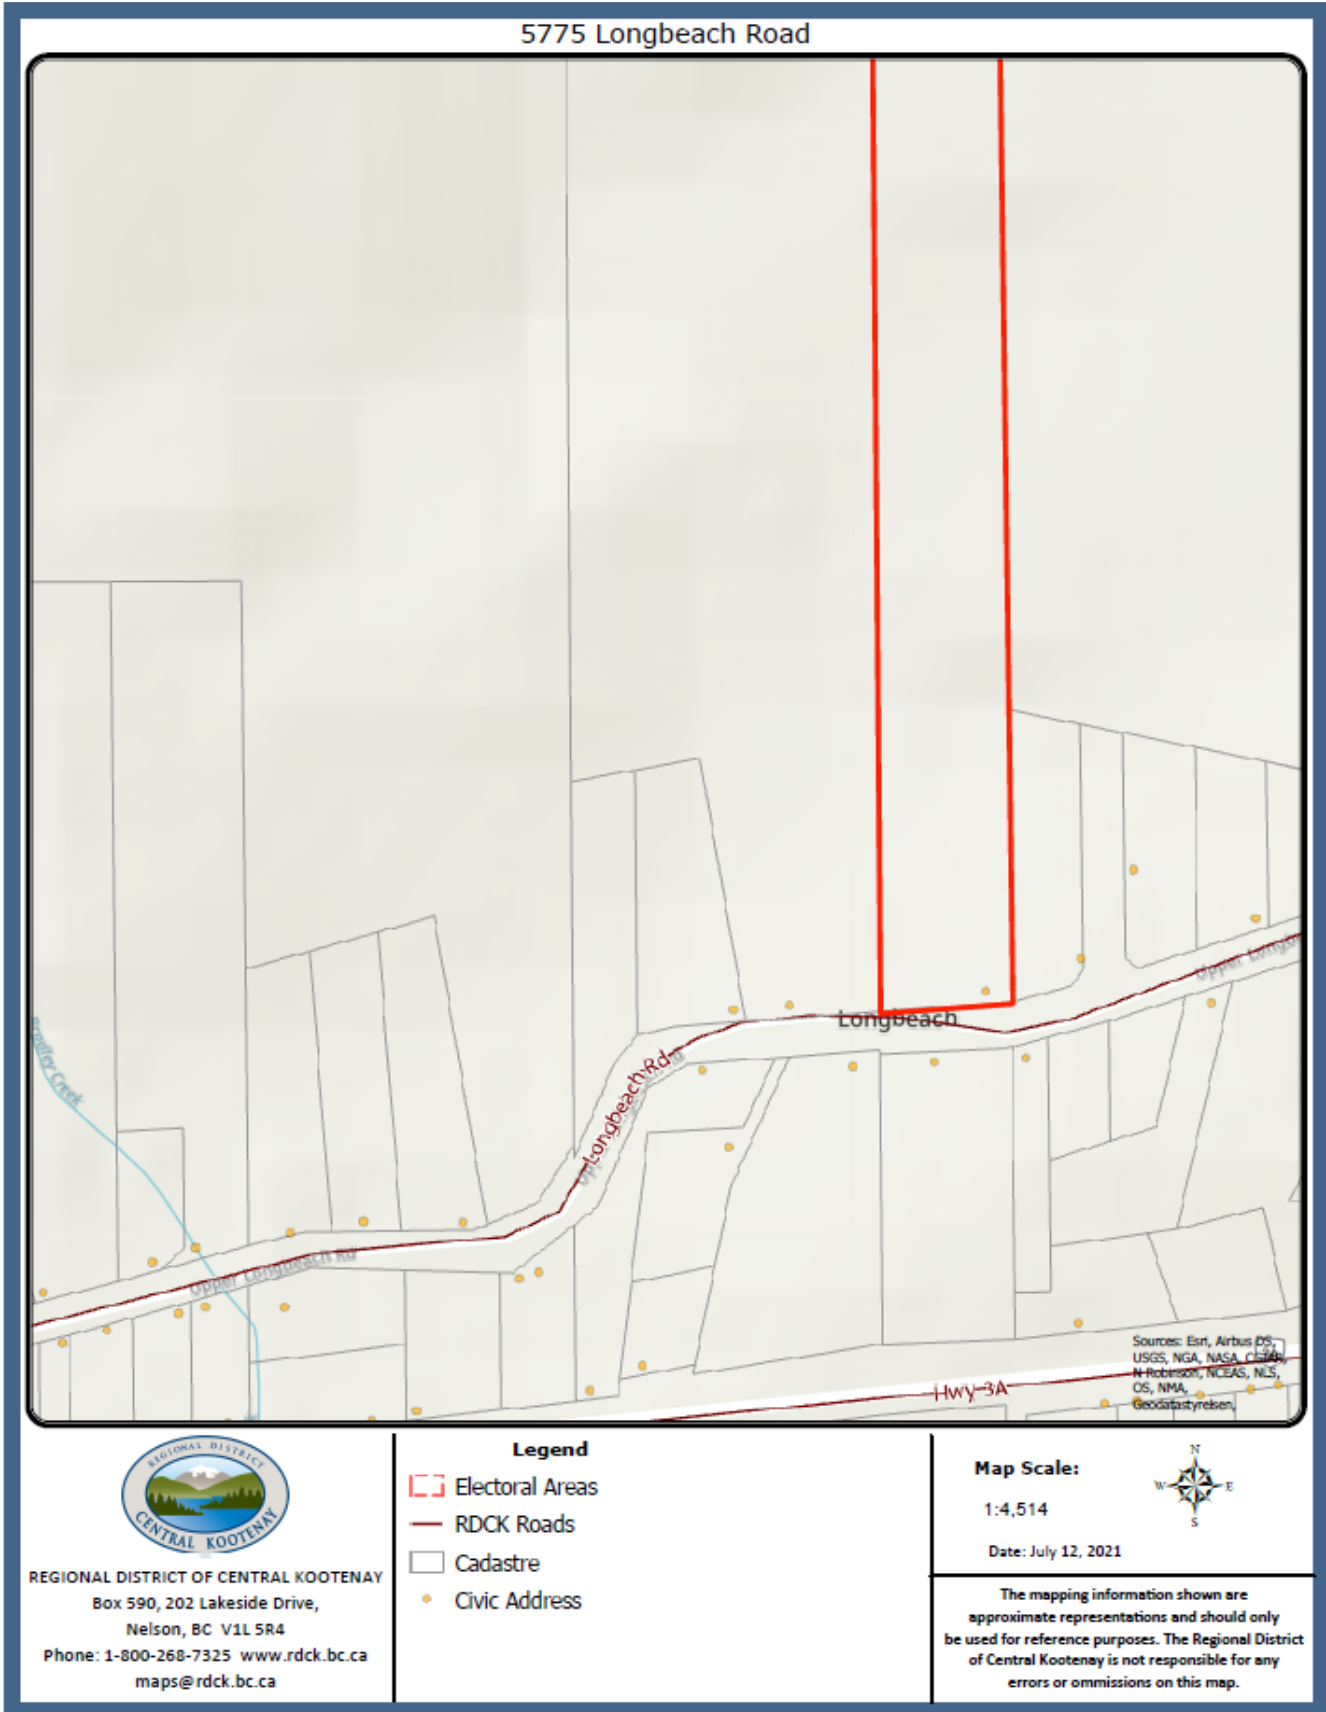 5775 Longbeach Road
Longbeach
Upper Longb
Bradley Creek
Longbeach Rd
Upper Longbeach Rd
Sources: Esri, Airbus DS,
USGS, NGA, NASA, CGIAR,
N Robinson, NCEAS, NLS,
OS, NMA,
Geodatastyrelsen,
Hwy 3A
REGIONAL DISTRICT
CENTRAL KOOTENAY
REGIONAL DISTRICT OF CENTRAL KOOTENAY
Box 590, 202 Lakeside Drive,
Nelson, BC V1L 5R4
Phone: 1-800-268-7325 www.rdck.bc.ca
maps@rdck.bc.ca
Legend
Electoral Areas
RDCK Roads
Cadastre
Civic Address
Map Scale:
1:4,514
N
W
E
S
Date: July 12, 2021
The mapping information shown are
approximate representations and should only
be used for reference purposes. The Regional District
of Central Kootenay is not responsible for any
errors or ommissions on this map.